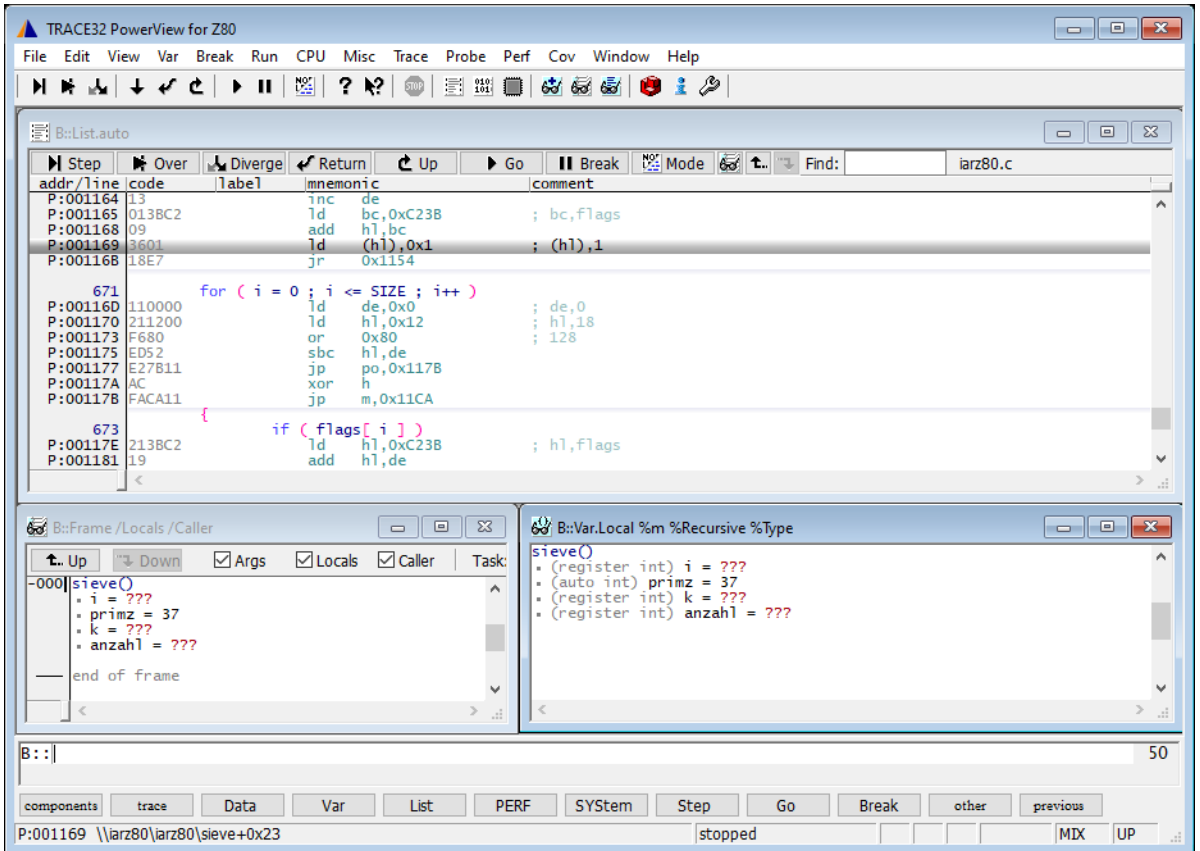 TRACE32 PowerView for Z80
File Edit View Var Break Run CPU Misc Trace Probe Perf Cov Window Help
B::List.auto
Step Over Diverge Return Up Go Break Mode Find: iarz80.c
addr/line code label mnemonic comment
P:001164 13 inc de
P:001165 013BC2 ld bc,0xC23B ; bc,flags
P:001168 09 add hl,bc
P:001169 3601 ld (hl),0x1 ; (hl),1
P:00116B 18E7 jr 0x1154
671 for ( i = 0 ; i <= SIZE ; i++ )
P:00116D 110000 ld de,0x0 ; de,0
P:001170 211200 ld hl,0x12 ; hl,18
P:001173 F680 or 0x80 ; 128
P:001175 ED52 sbc hl,de
P:001177 E27B11 jp po,0x117B
P:00117A AC xor h
P:00117B FACA11 jp m,0x11CA
{
673 if ( flags[ i ] )
P:00117E 213BC2 ld hl,0xC23B ; hl,flags
P:001181 19 add hl,de
B::Frame /Locals /Caller
Up Down Args Locals Caller Task:
-000 sieve()
i = ???
primz = 37
k = ???
anzahl = ???
end of frame
B::Var.Local %m %Recursive %Type
sieve()
(register int) i = ???
(auto int) primz = 37
(register int) k = ???
(register int) anzahl = ???
B:: 50
components trace Data Var List PERF SYStem Step Go Break other previous
P:001169 \\iarz80\iarz80\sieve+0x23 stopped MIX UP